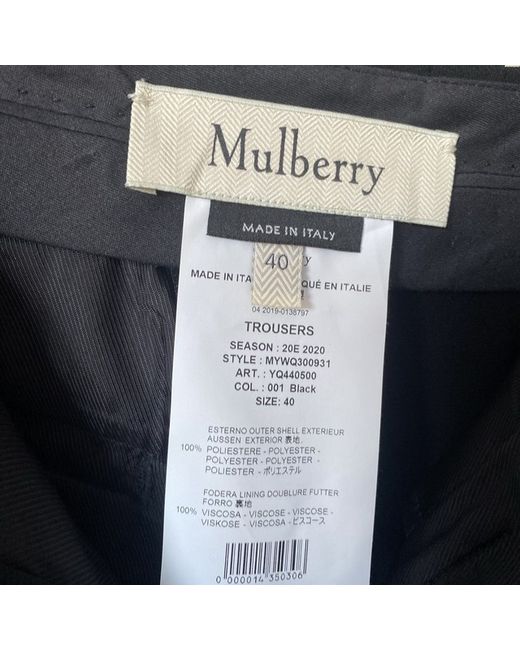 Mulberry
MADE IN ITALY
40
y
MADE IN ITA QUÉ EN ITALIE
04 2019-0138797
TROUSERS
SEASON : 20E 2020
STYLE : MYWQ300931
ART. : YQ440500
COL. : 001 Black
SIZE: 40
ESTERNO OUTER SHELL EXTERIEUR
AUSSEN EXTERIOR 裏地,
100% POLIESTERE - POLYESTER -
POLYESTER - POLYESTER -
POLIESTER - ポリエステル
FODERA LINING DOUBLURE FUTTER
FORRO 裏地
100% VISCOSA - VISCOSE - VISCOSE -
VISKOSE - VISCOSA - ビスコース
0 000014 350306